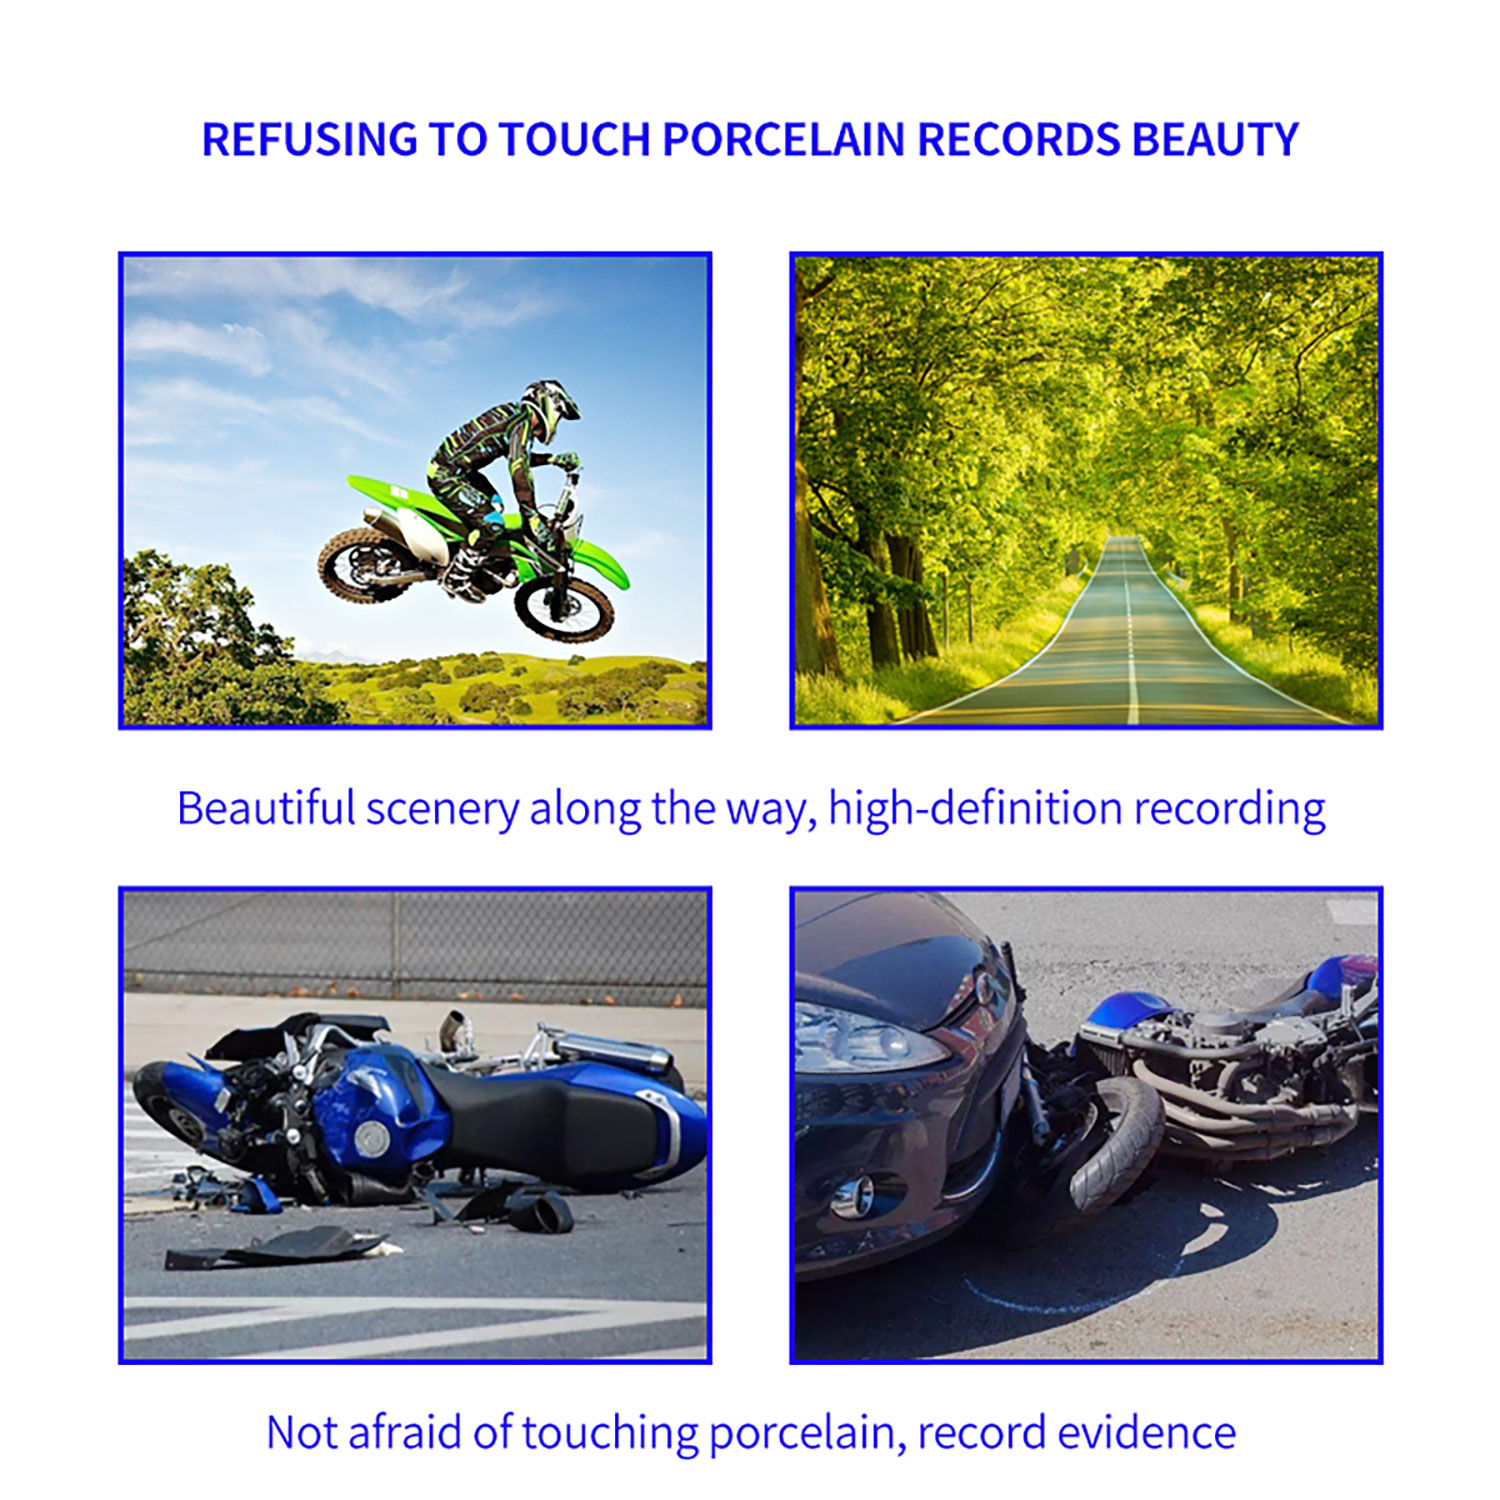 REFUSING TO TOUCH PORCELAIN RECORDS BEAUTY
Beautiful scenery along the way, high-definition recording
Not afraid of touching porcelain, record evidence